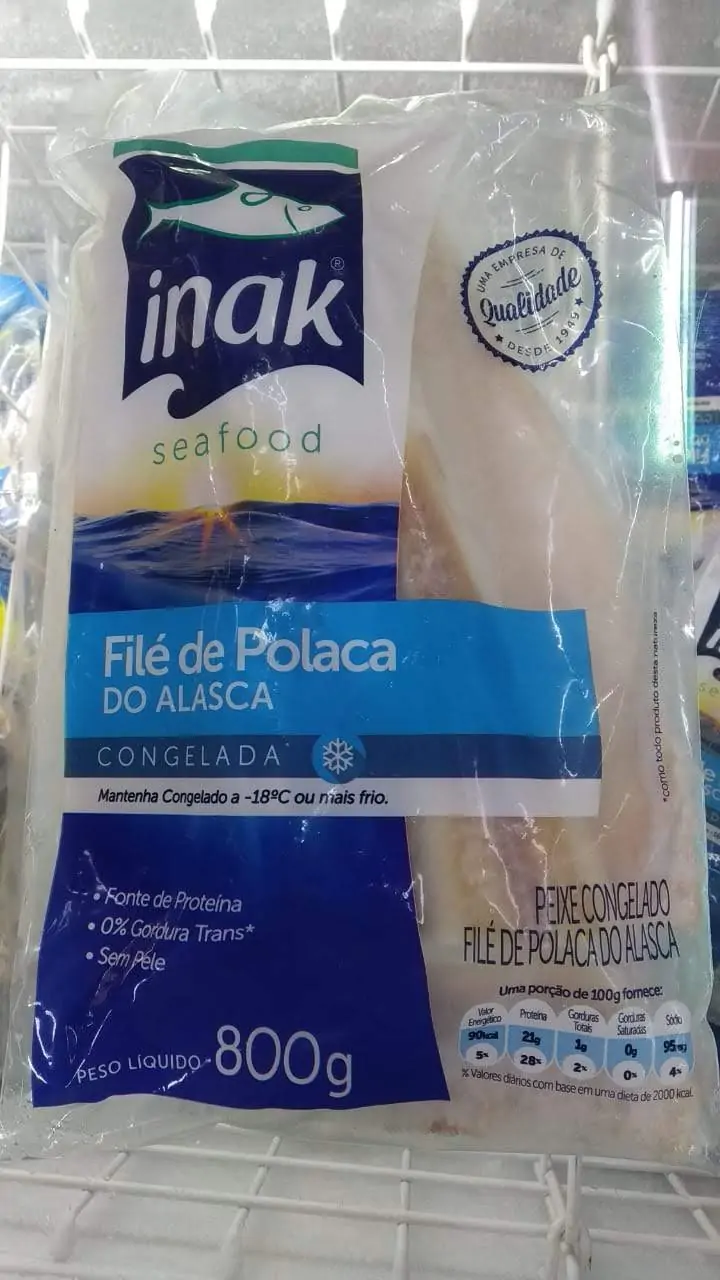 inak®
seafood
UMA EMPRESA DE
Qualidade
DESDE 1949
Filé de Polaca
DO ALASCA
CONGELADA
Mantenha Congelado a -18ºC ou mais frio.
*como todo produto desta natureza
• Fonte de Proteína
• 0% Gordura Trans*
• Sem Pele
PESO LÍQUIDO 800g
PEIXE CONGELADO
FILÉ DE POLACA DO ALASCA
Uma porção de 100g fornece:
Valor Energético Proteína Gorduras Totais Gorduras Saturadas Sódio
90kcal 21g 1g 0g 95mg
5% 28% 2% 0% 4%
% Valores diários com base em uma dieta de 2000 kcal.